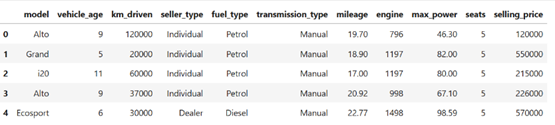 model vehicle_age km_driven seller_type fuel_type transmission_type mileage engine max_power seats selling_price
0 Alto 9 120000 Individual Petrol Manual 19.70 796 46.30 5 120000
1 Grand 5 20000 Individual Petrol Manual 18.90 1197 82.00 5 550000
2 i20 11 60000 Individual Petrol Manual 17.00 1197 80.00 5 215000
3 Alto 9 37000 Individual Petrol Manual 20.92 998 67.10 5 226000
4 Ecosport 6 30000 Dealer Diesel Manual 22.77 1498 98.59 5 570000